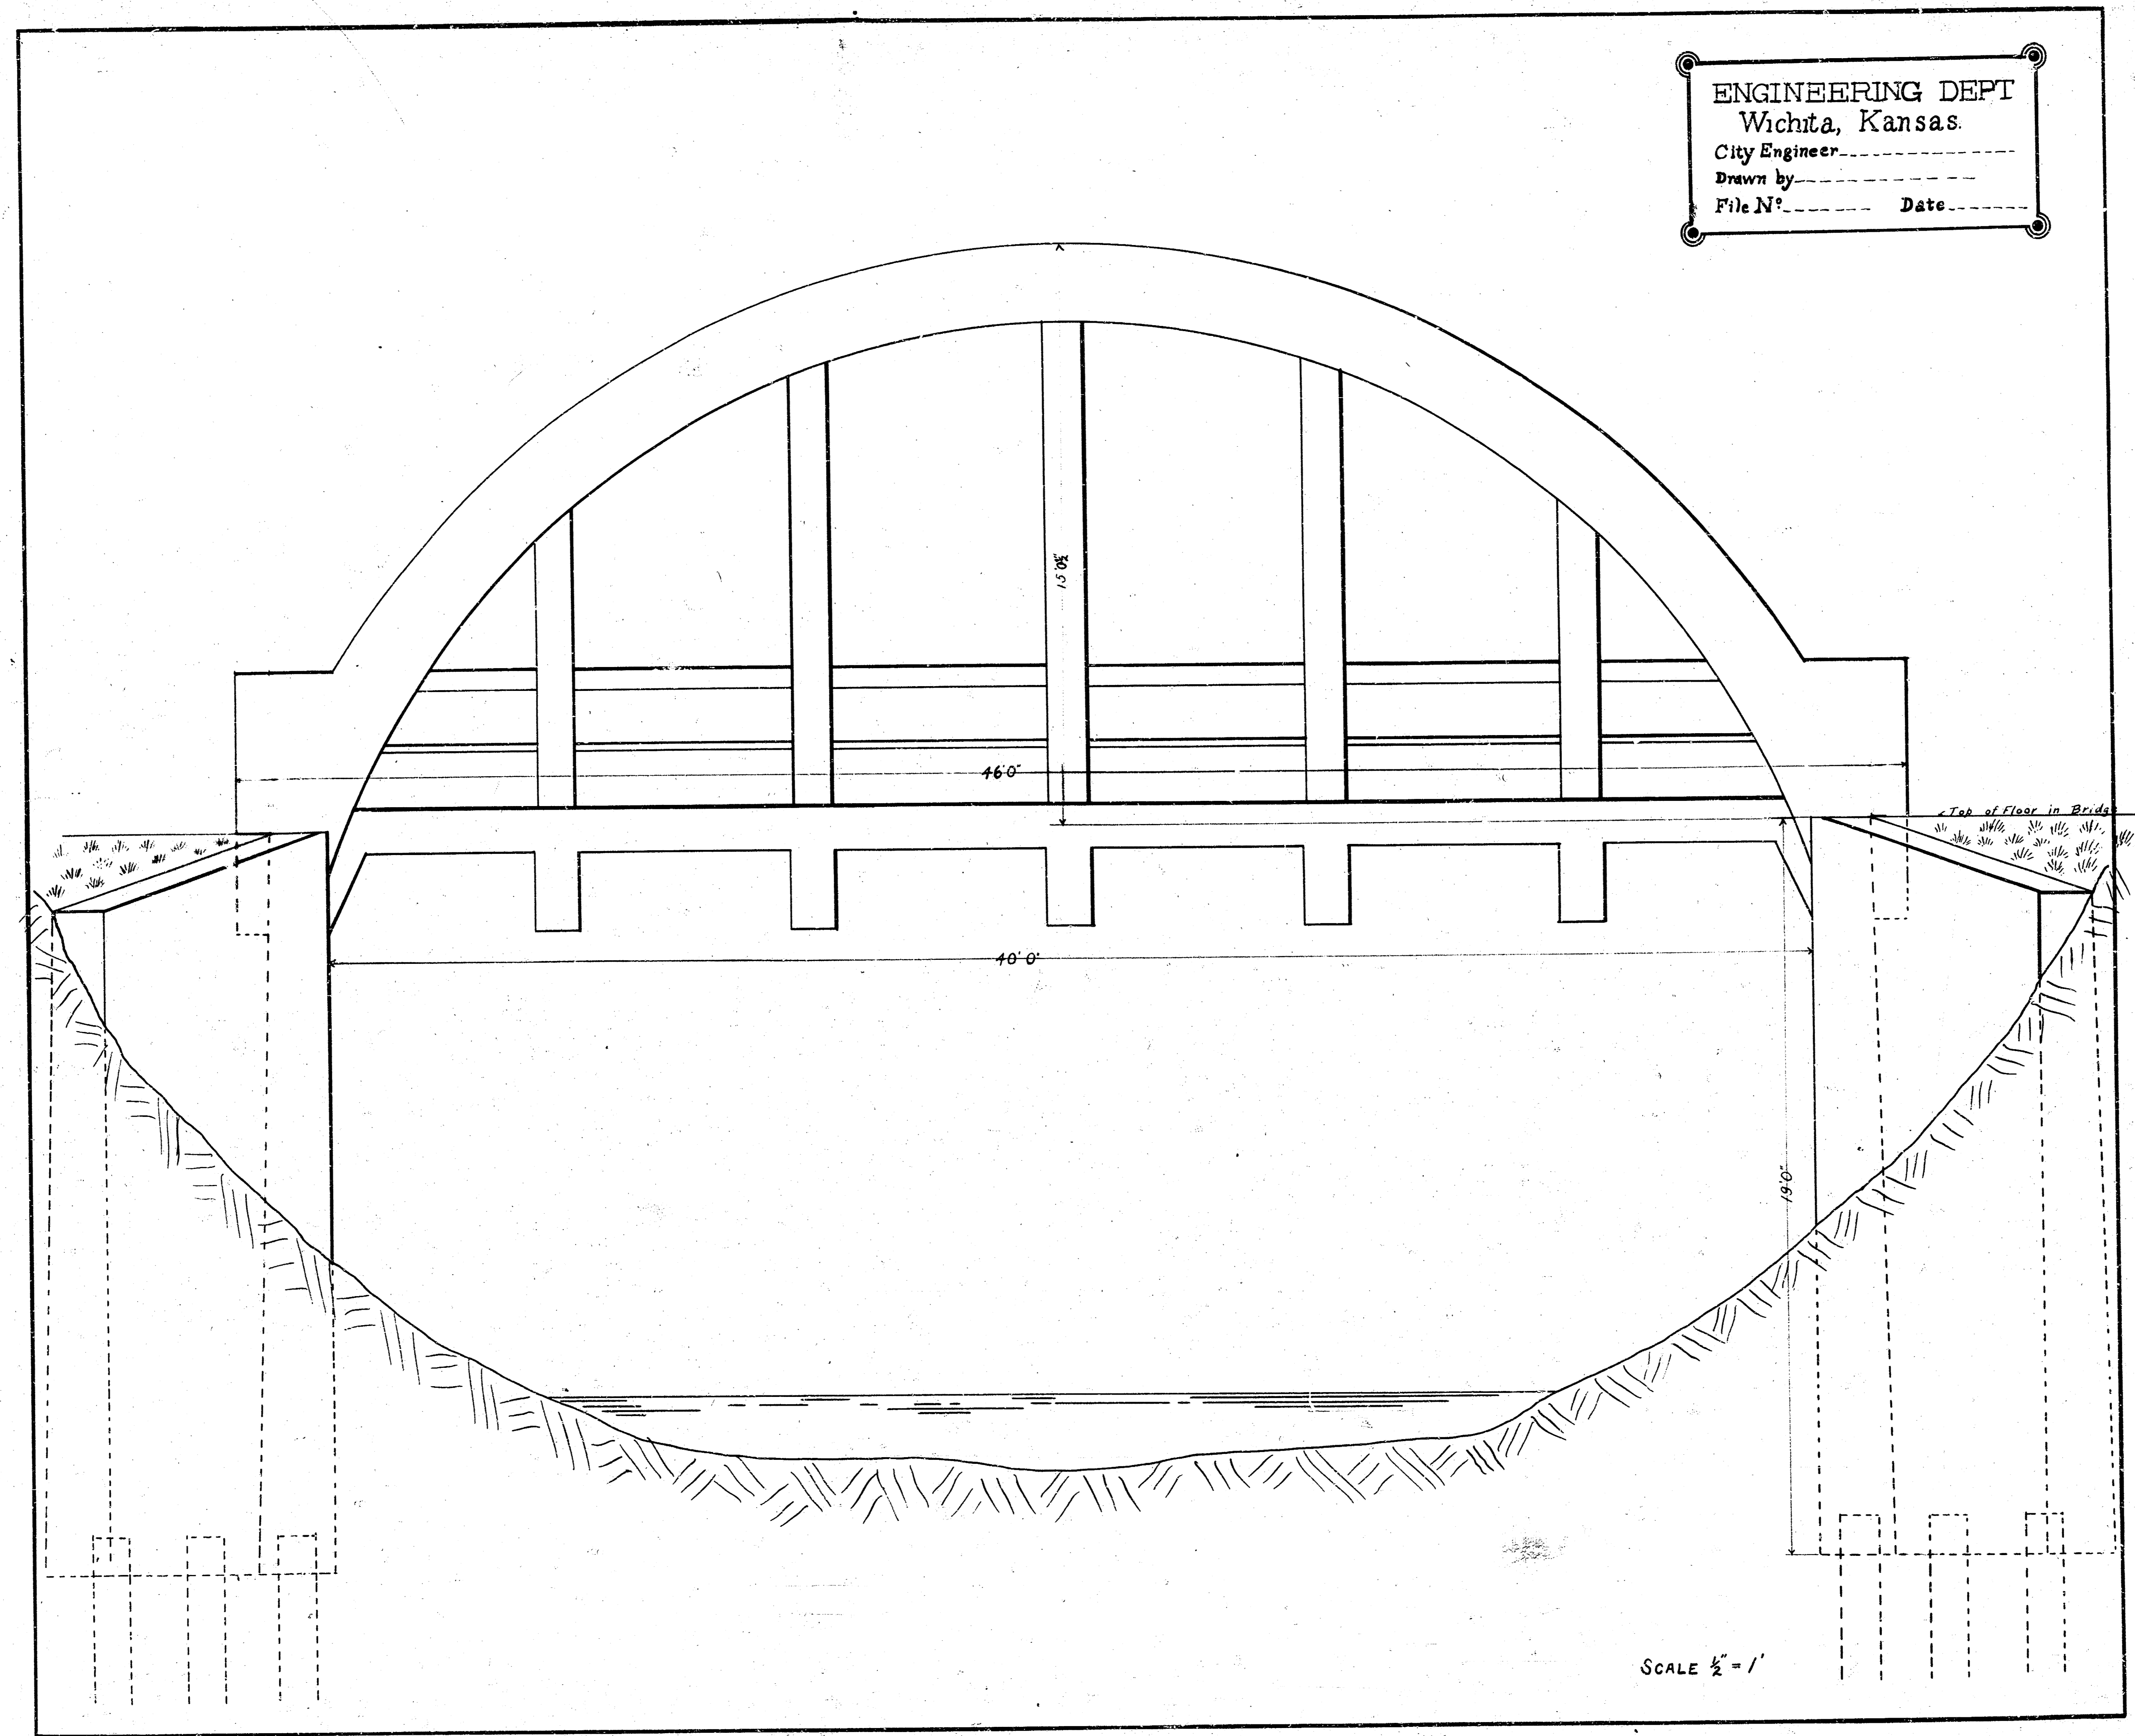 ENGINEERING DEPT
Wichita, Kansas.
City Engineer
Drawn by
File Nº Date
15'0½"
46'0"
<Top of Floor in Bridge
40' 0"
19'0"
SCALE ½" = 1'